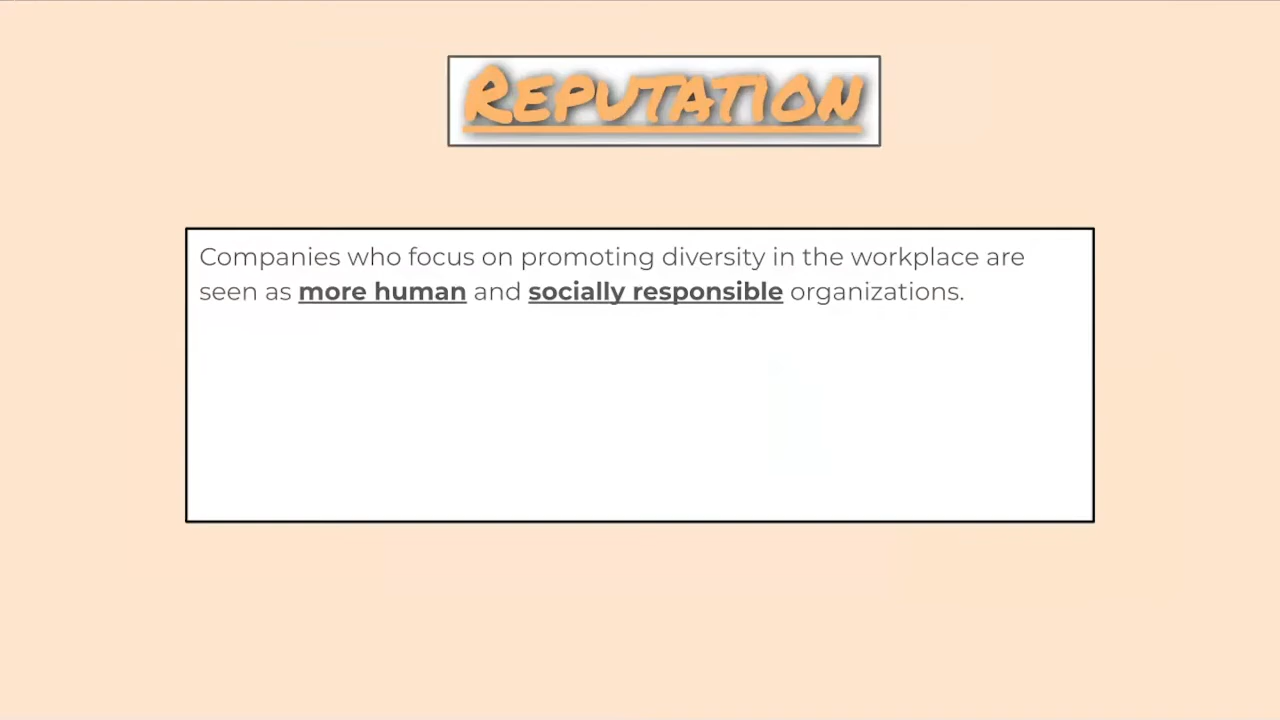 Reputation
Companies who focus on promoting diversity in the workplace are
seen as more human and socially responsible organizations.